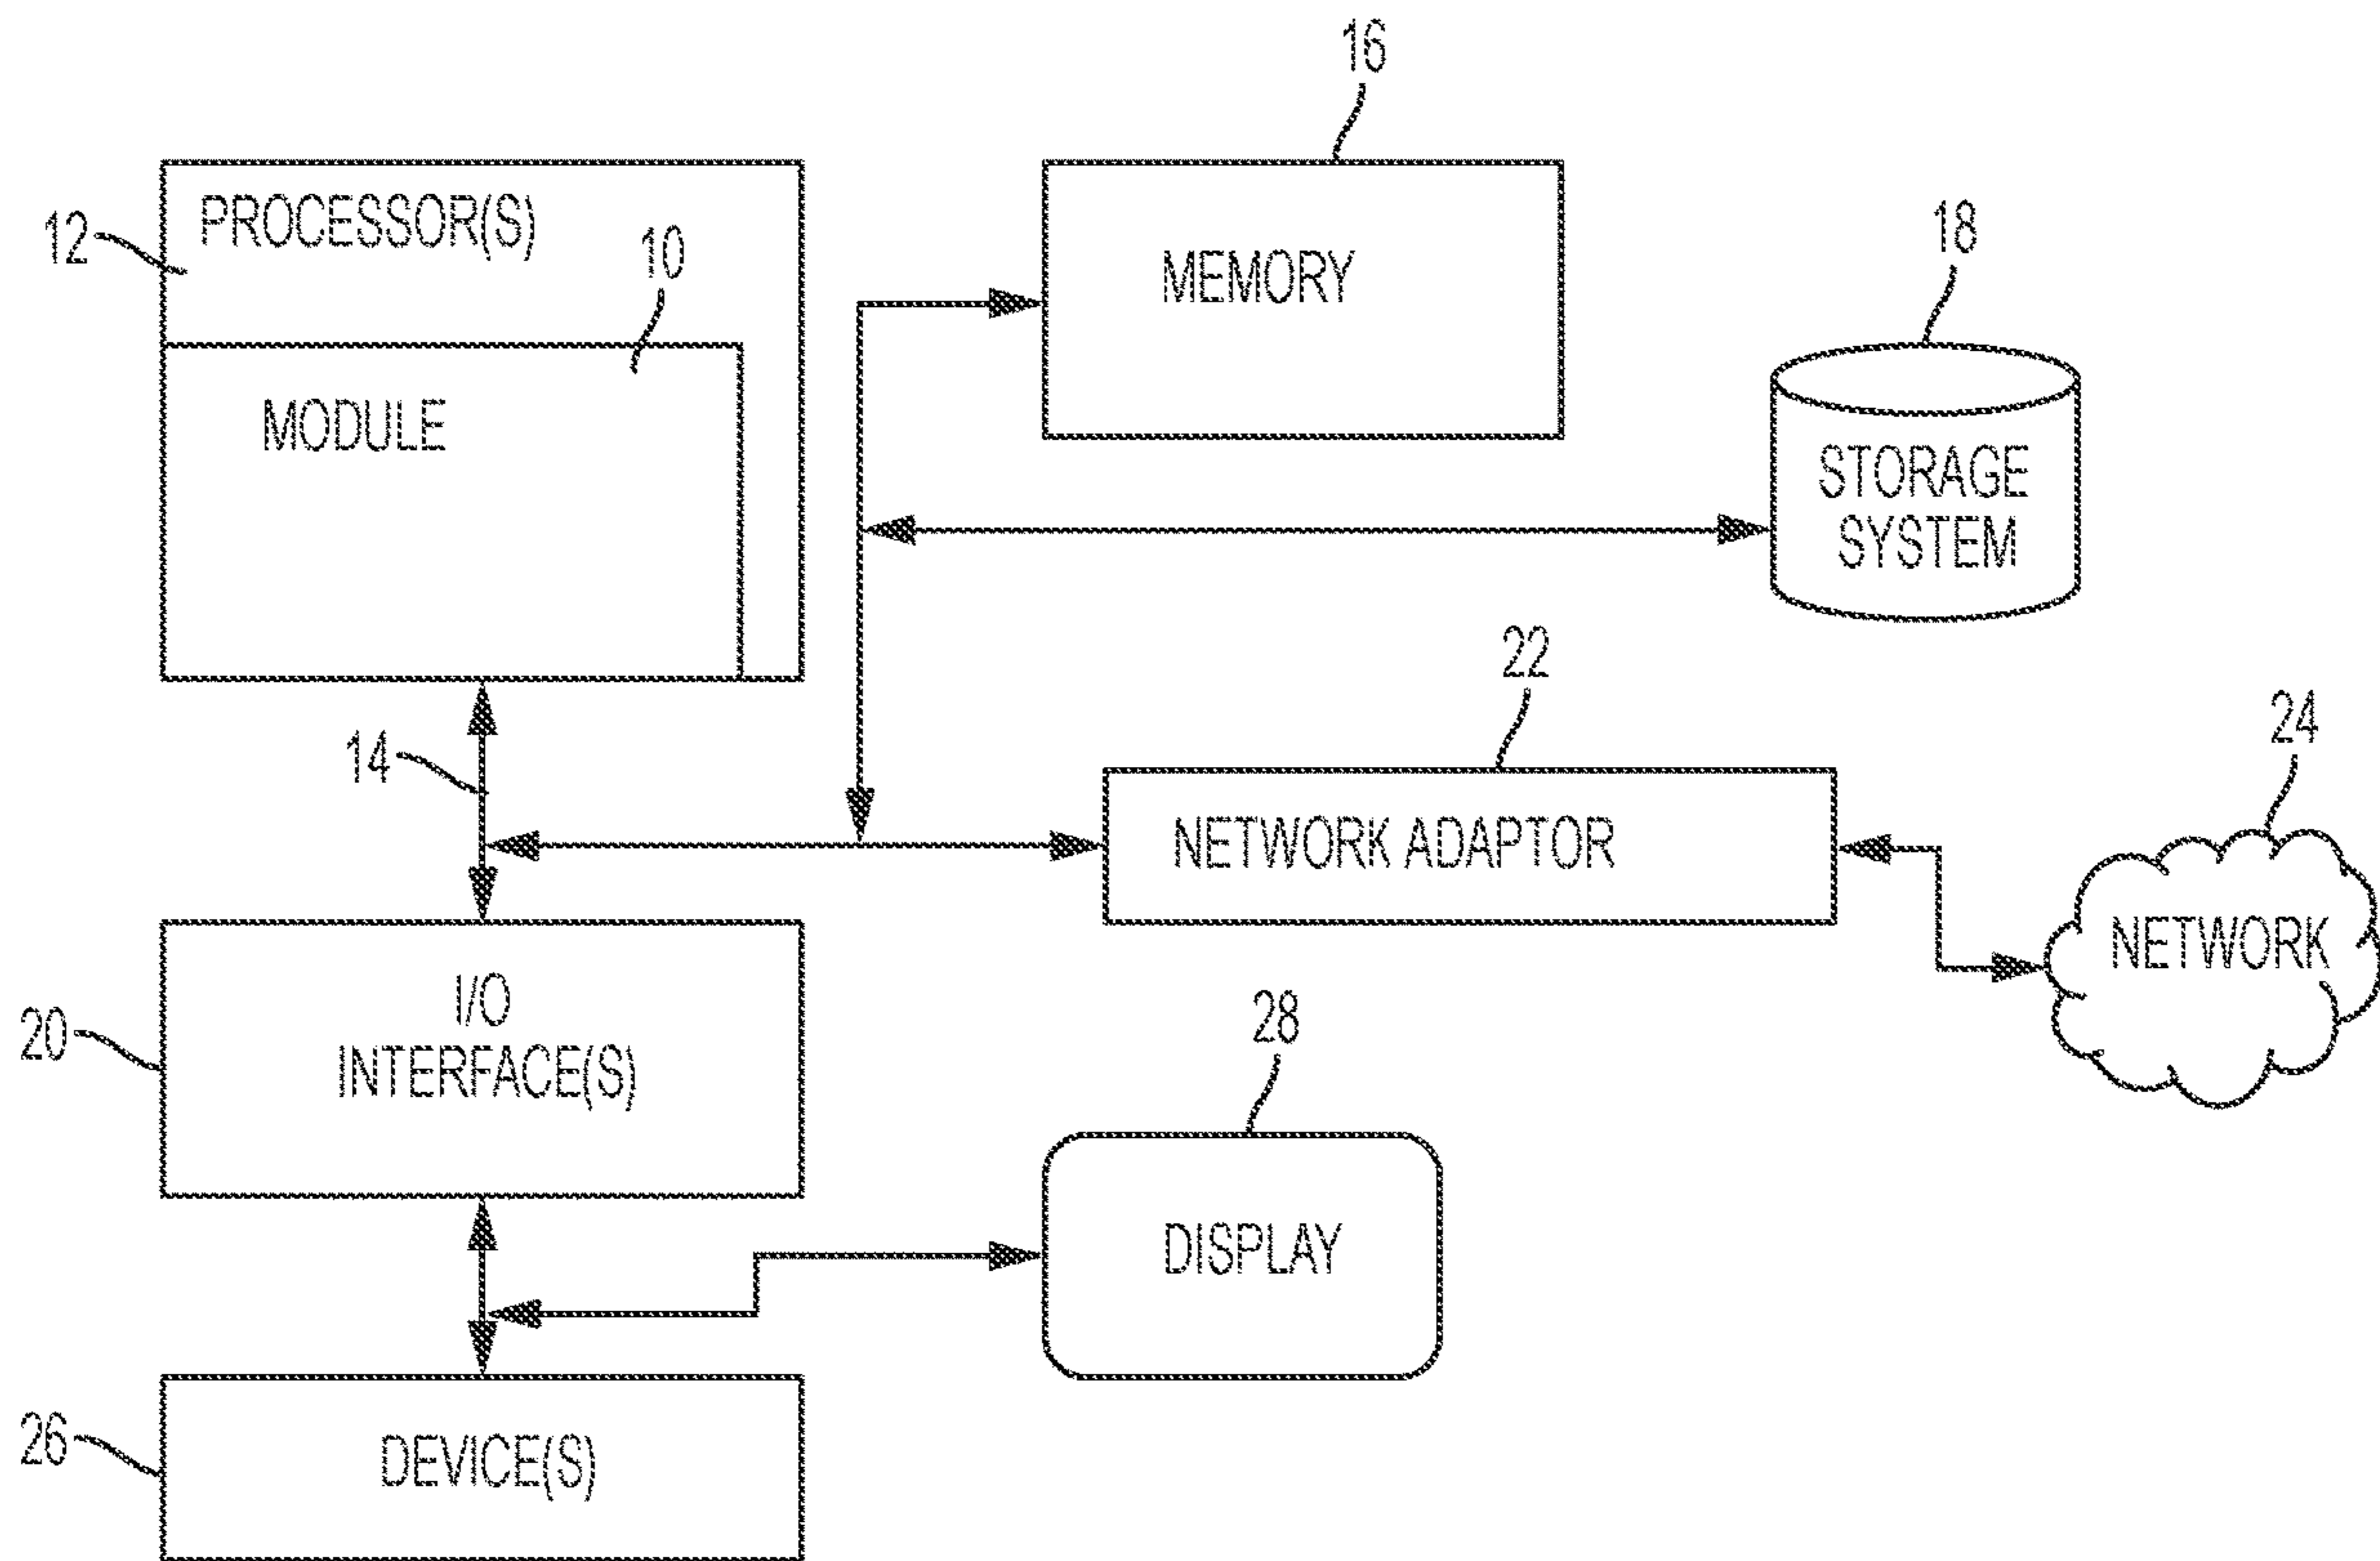 16
PROCESSOR(S)
12
10
MEMORY
18
MODULE
STORAGE
SYSTEM
22
24
14
NETWORK ADAPTOR
NETWORK
I/O
INTERFACE(S)
20
28
DISPLAY
26
DEVICE(S)